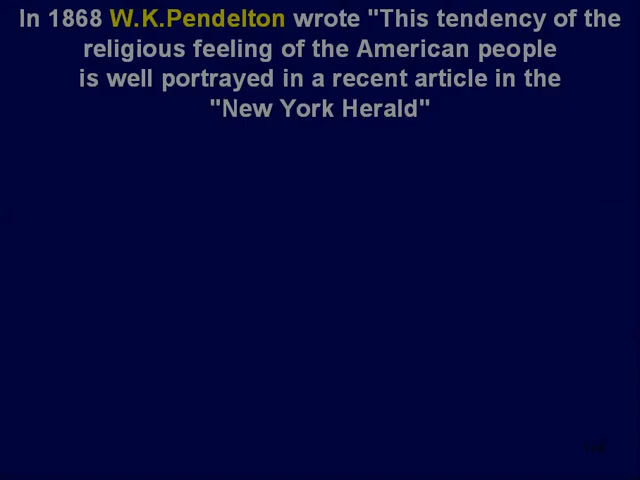 In 1868 W.K.Pendelton wrote "This tendency of the
religious feeling of the American people
is well portrayed in a recent article in the
"New York Herald"